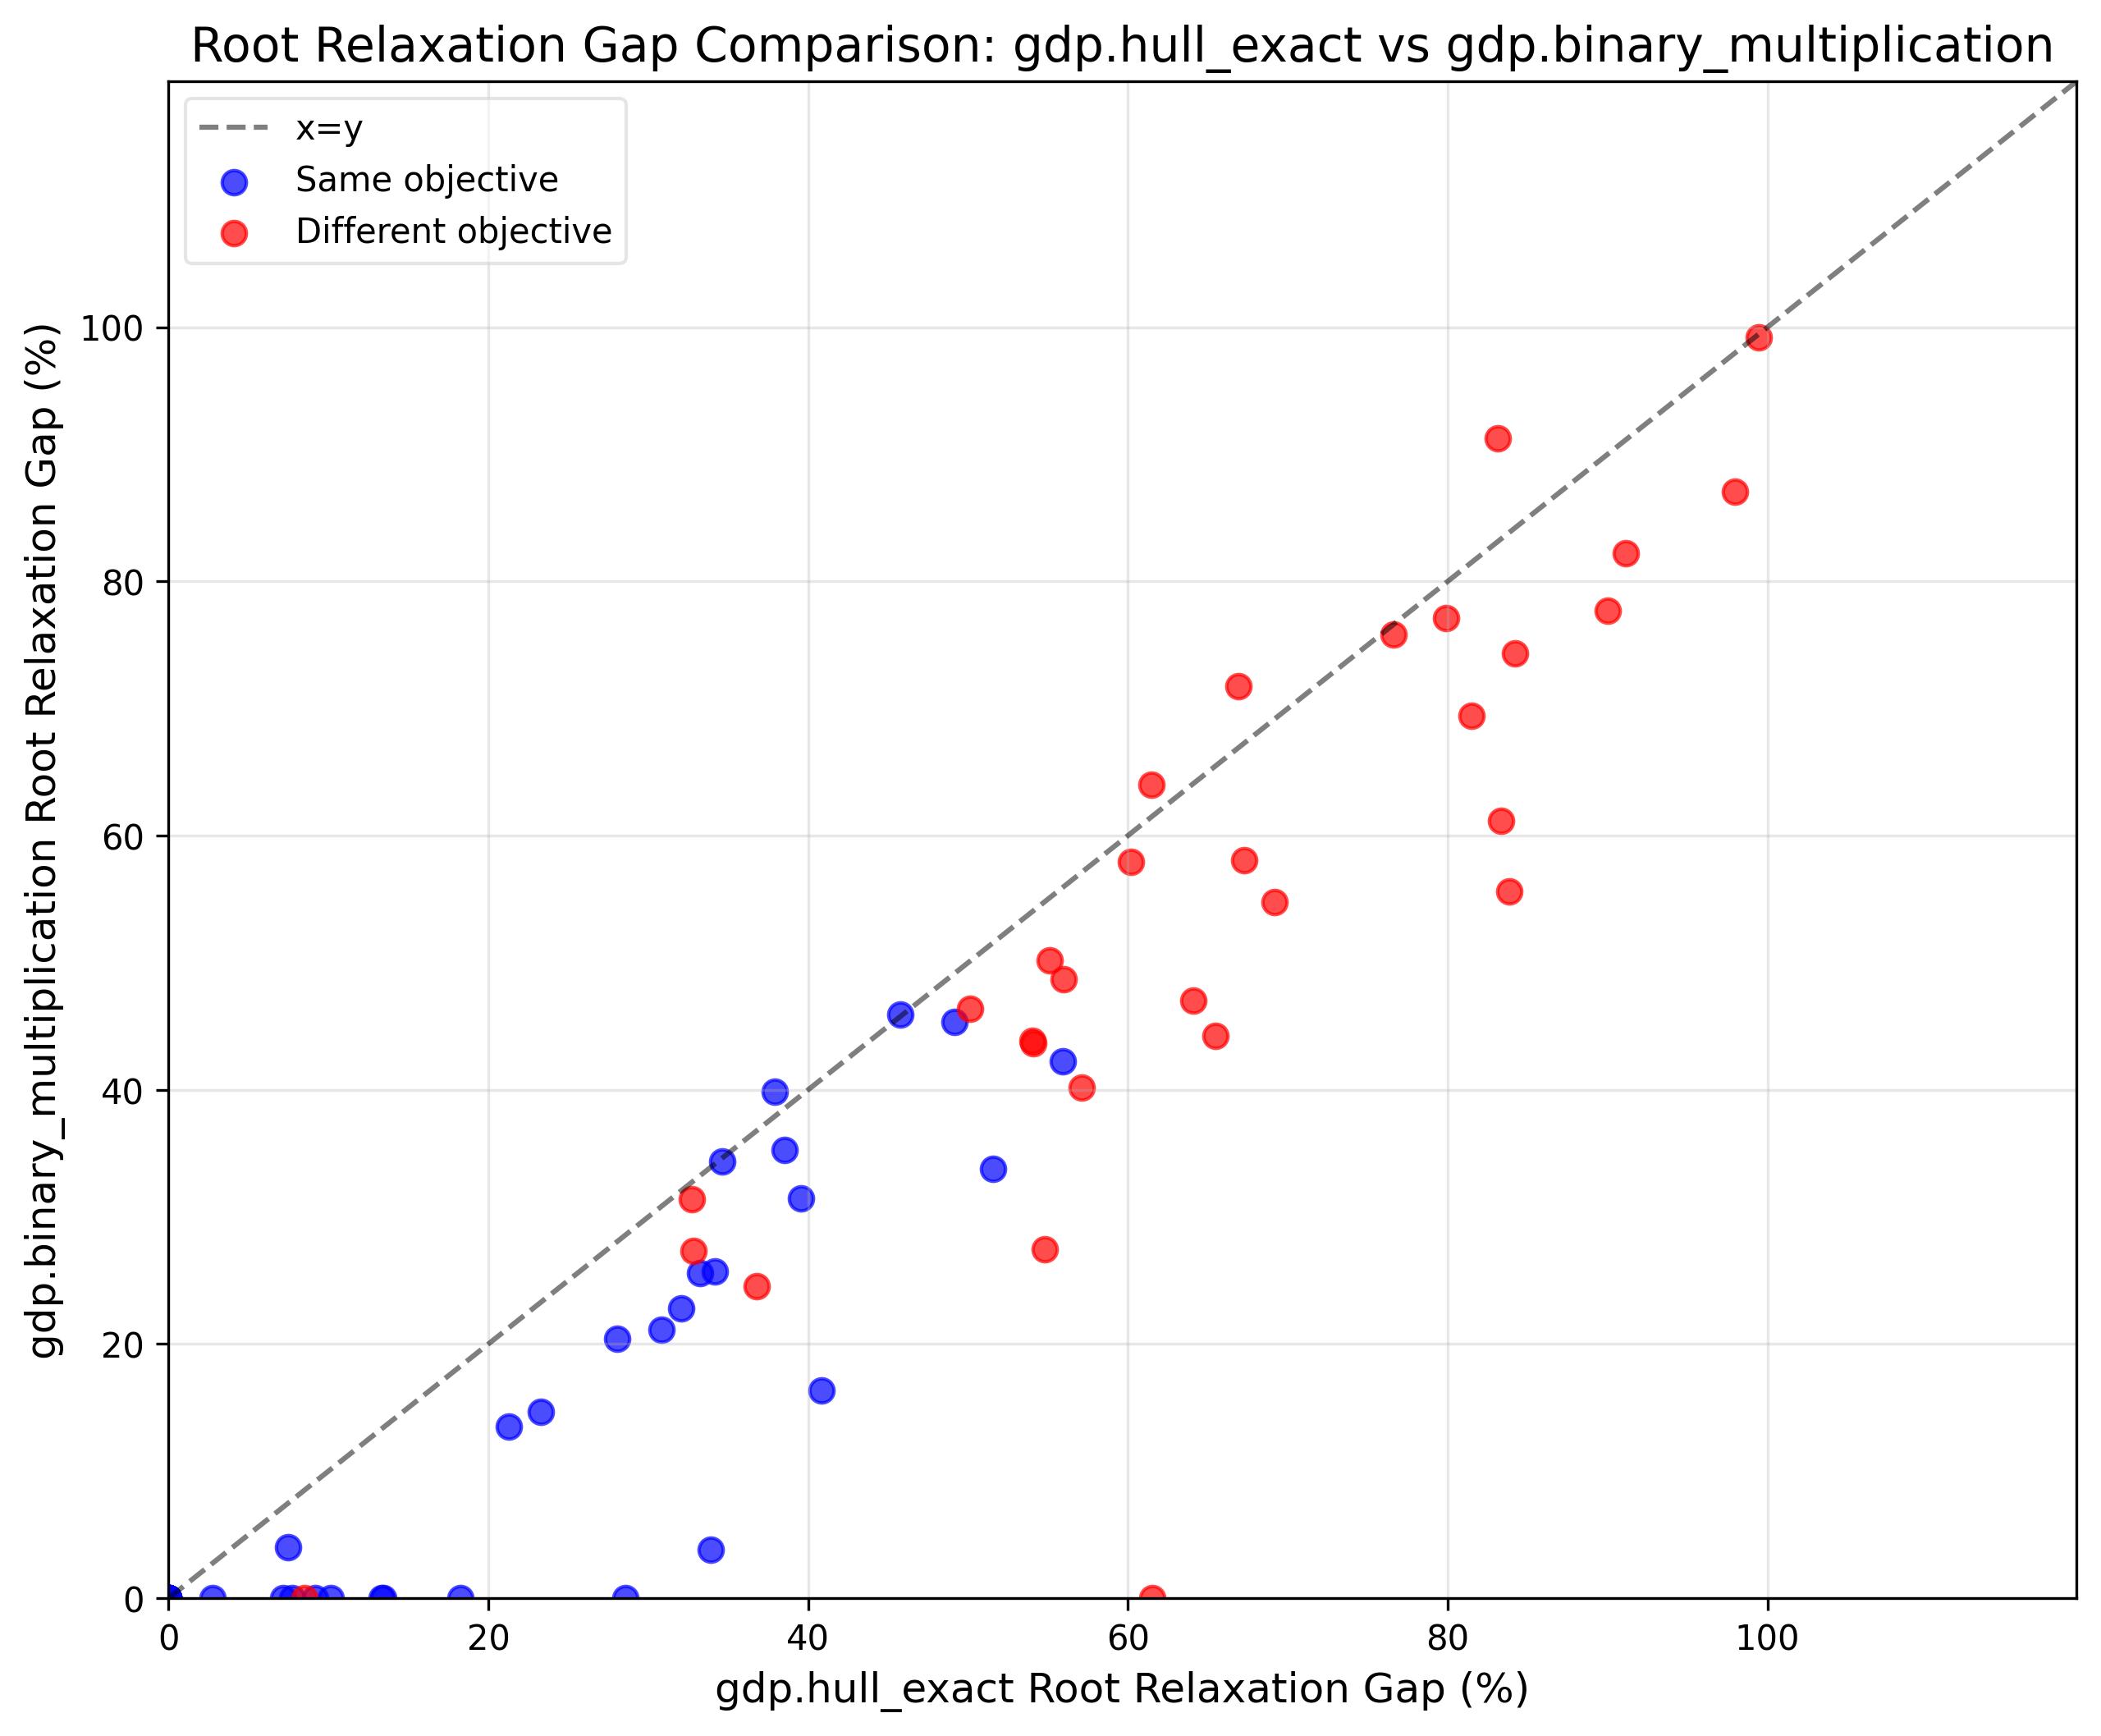 Root Relaxation Gap Comparison: gdp.hull_exact vs gdp.binary_multiplication
x=y
Same objective
Different objective
gdp.binary_multiplication Root Relaxation Gap (%)
100
80
60
40
20
0
0 20 40 60 80 100
gdp.hull_exact Root Relaxation Gap (%)